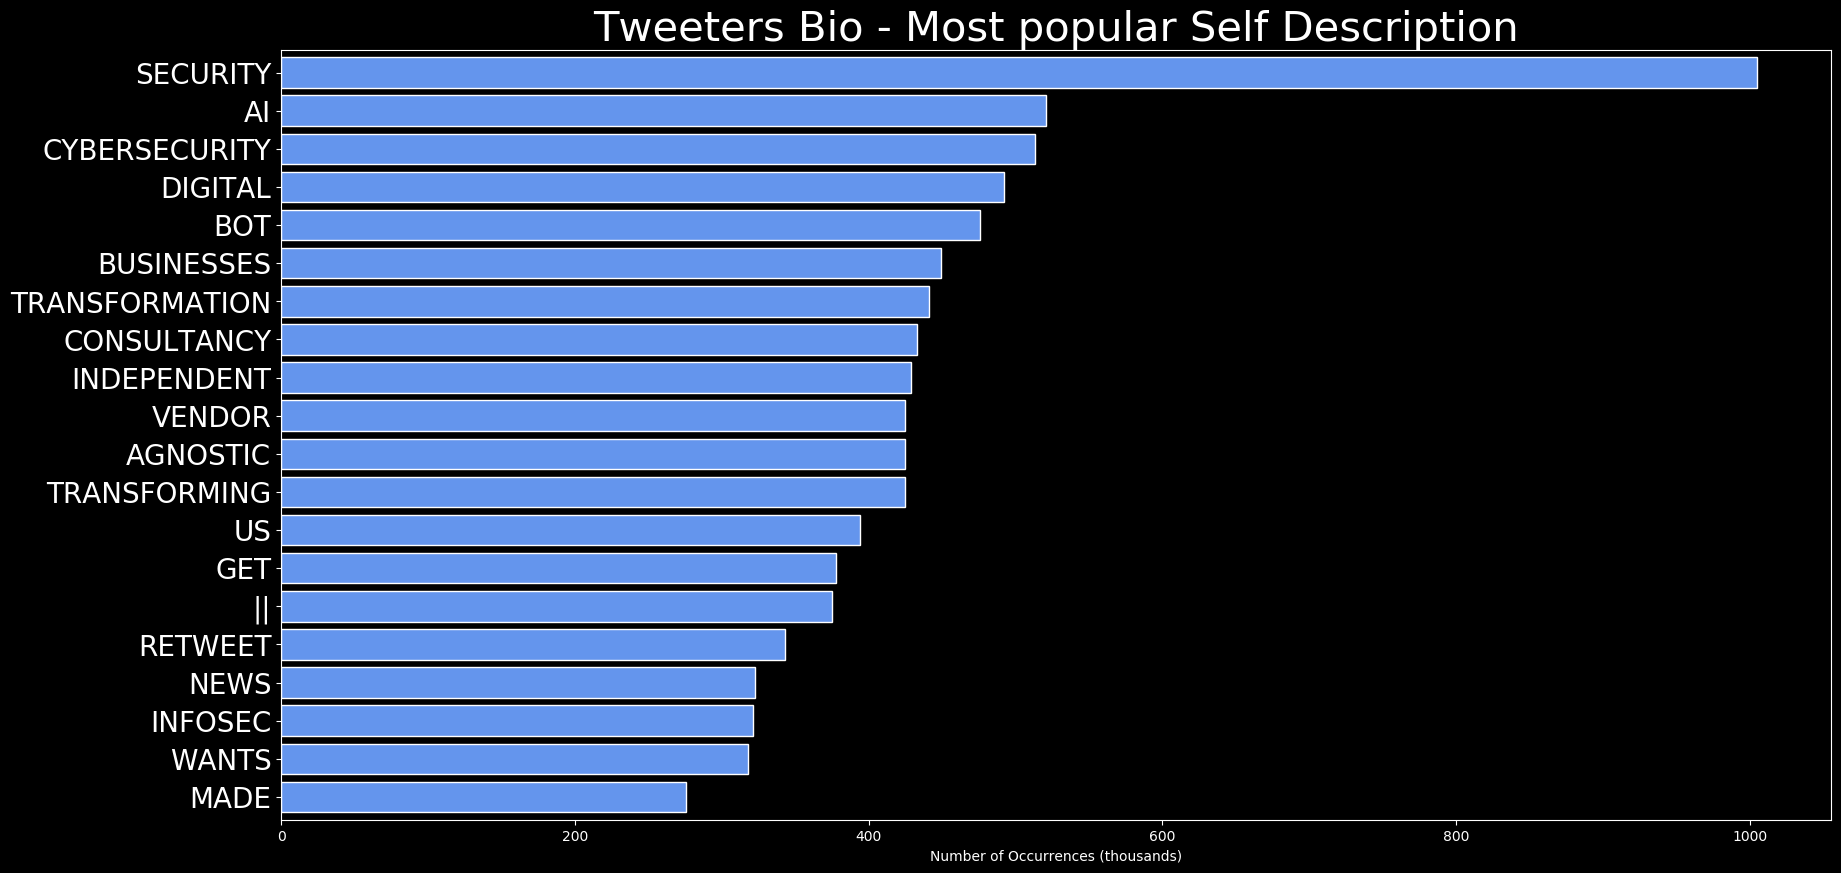 Tweeters Bio - Most popular Self Description
SECURITY
AI
CYBERSECURITY
DIGITAL
BOT
BUSINESSES
TRANSFORMATION
CONSULTANCY
INDEPENDENT
VENDOR
AGNOSTIC
TRANSFORMING
US
GET
||
RETWEET
NEWS
INFOSEC
WANTS
MADE
0 200 400 600 800 1000
Number of Occurrences (thousands)